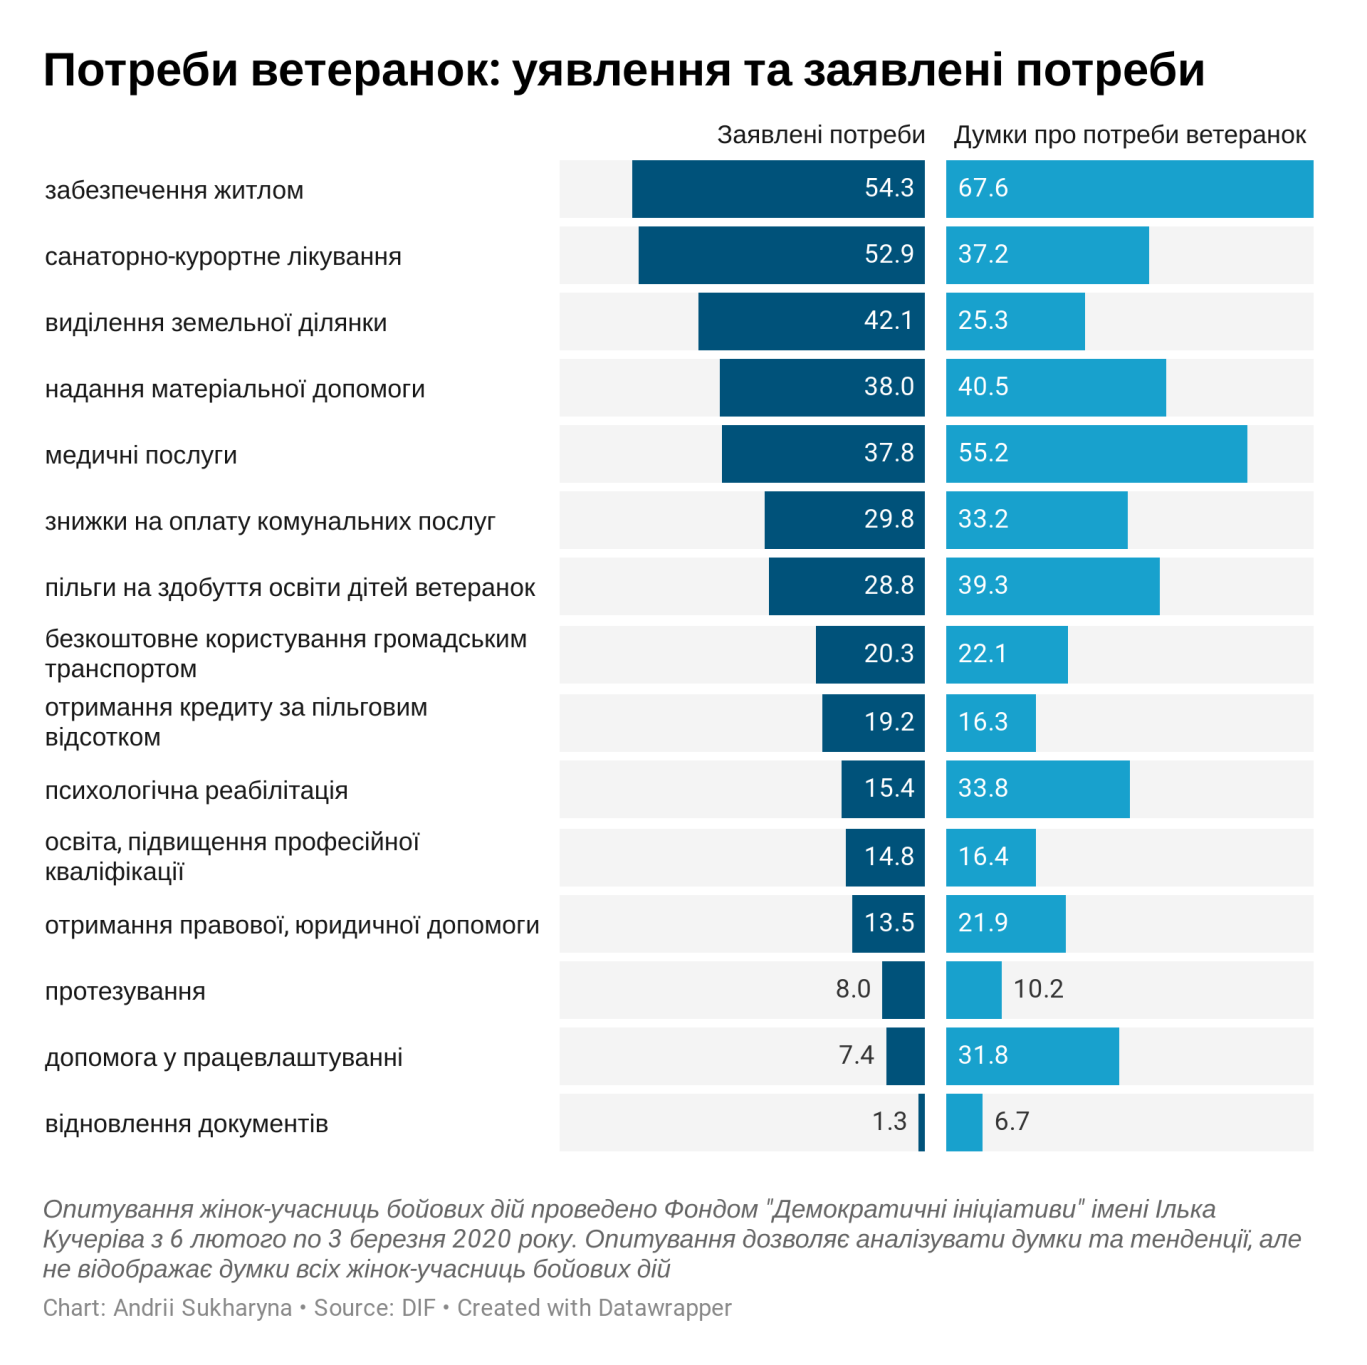 Потреби ветеранок: уявлення та заявлені потреби
Заявлені потреби Думки про потреби ветеранок
забезпечення житлом 54.3 67.6
санаторно-курортне лікування 52.9 37.2
виділення земельної ділянки 42.1 25.3
надання матеріальної допомоги 38.0 40.5
медичні послуги 37.8 55.2
знижки на оплату комунальних послуг 29.8 33.2
пільги на здобуття освіти дітей ветеранок 28.8 39.3
безкоштовне користування громадським
транспортом 20.3 22.1
отримання кредиту за пільговим
відсотком 19.2 16.3
психологічна реабілітація 15.4 33.8
освіта, підвищення професійної
кваліфікації 14.8 16.4
отримання правової, юридичної допомоги 13.5 21.9
протезування 8.0 10.2
допомога у працевлаштуванні 7.4 31.8
відновлення документів 1.3 6.7
Опитування жінок-учасниць бойових дій проведено Фондом "Демократичні ініціативи" імені Ілька
Кучеріва з 6 лютого по 3 березня 2020 року. Опитування дозволяє аналізувати думки та тенденції, але
не відображає думки всіх жінок-учасниць бойових дій
Chart: Andrii Sukharyna • Source: DIF • Created with Datawrapper